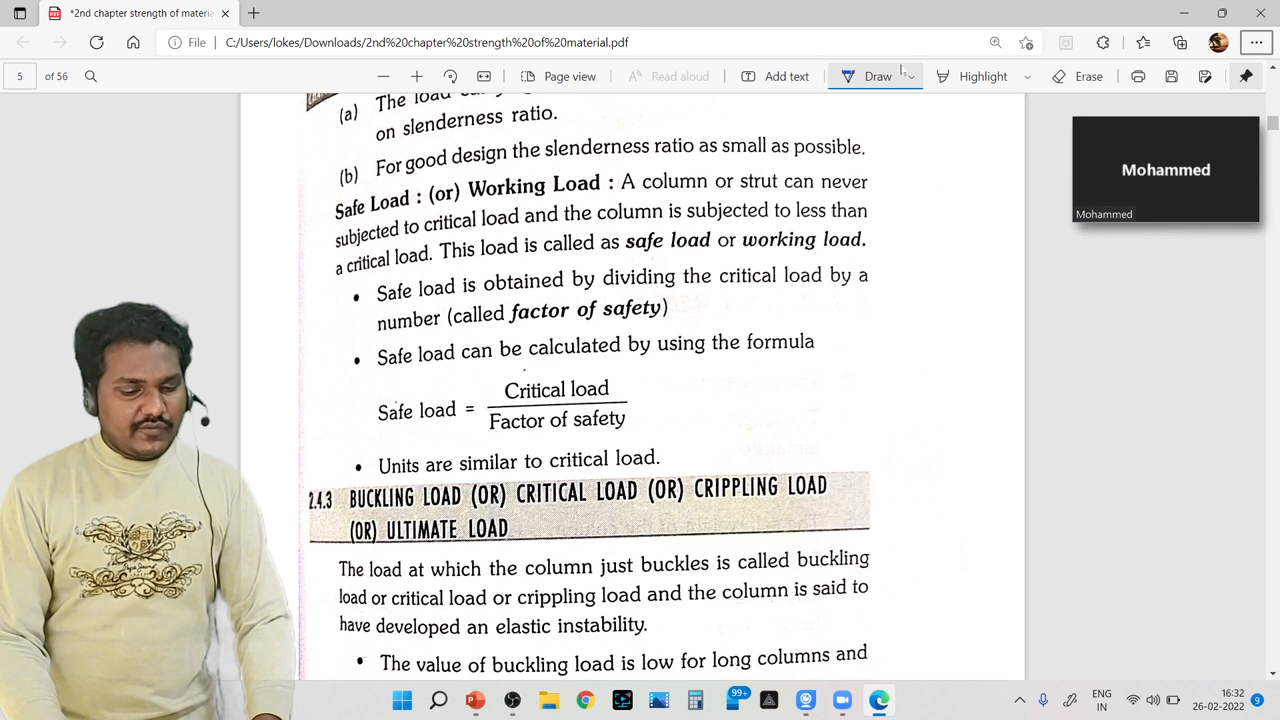 *2nd chapter strength of materia
File
C:/Users/lokes/Downloads/2nd%20chapter%20strength%20of%20material.pdf
5 of 56
Page view
Read aloud
Add text
Draw
Highlight
Erase
(a) The load
on slenderness ratio.
(b) For good design the slenderness ratio as small as possible.
Safe Load : (or) Working Load : A column or strut can never
subjected to critical load and the column is subjected to less than
a critical load. This load is called as safe load or working load.
• Safe load is obtained by dividing the critical load by a
number (called factor of safety)
• Safe load can be calculated by using the formula
Critical load
Safe load =
Factor of safety
• Units are similar to critical load.
2.4.3 BUCKLING LOAD (OR) CRITICAL LOAD (OR) CRIPPLING LOAD
(OR) ULTIMATE LOAD
The load at which the column just buckles is called buckling
load or critical load or crippling load and the column is said to
have developed an elastic instability.
• The value of buckling load is low for long columns and
Mohammed
Mohammed
99+
ENG
IN
16:32
26-02-2022
9